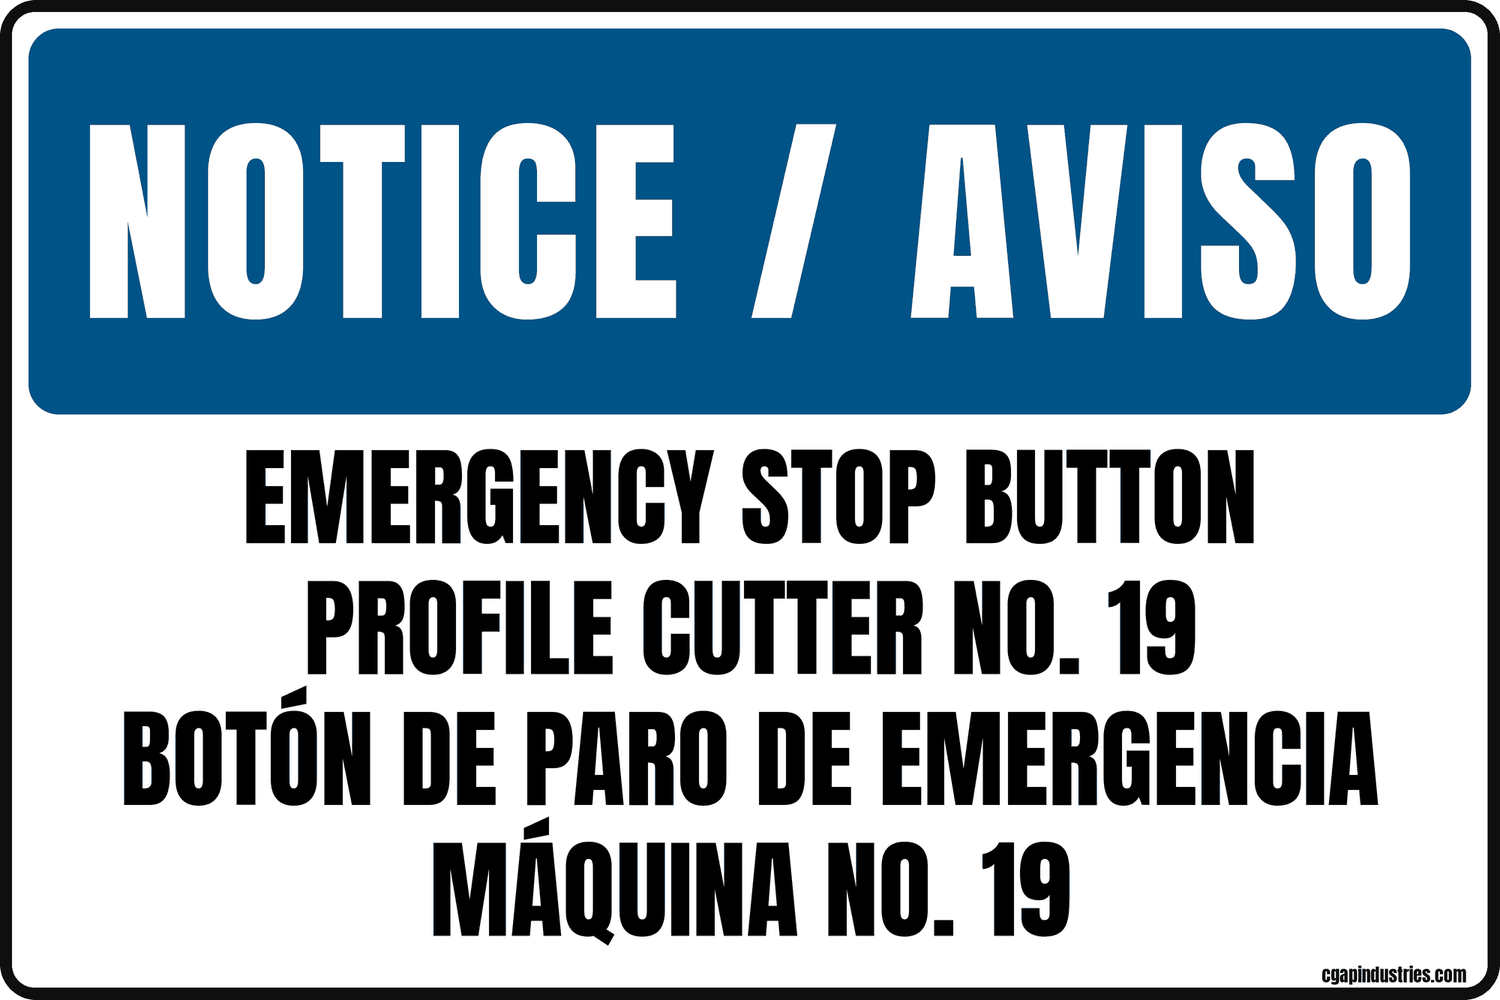 NOTICE / AVISO
EMERGENCY STOP BUTTON
PROFILE CUTTER NO. 19
BOTÓN DE PARO DE EMERGENCIA
MÁQUINA NO. 19
cgapindustries.com